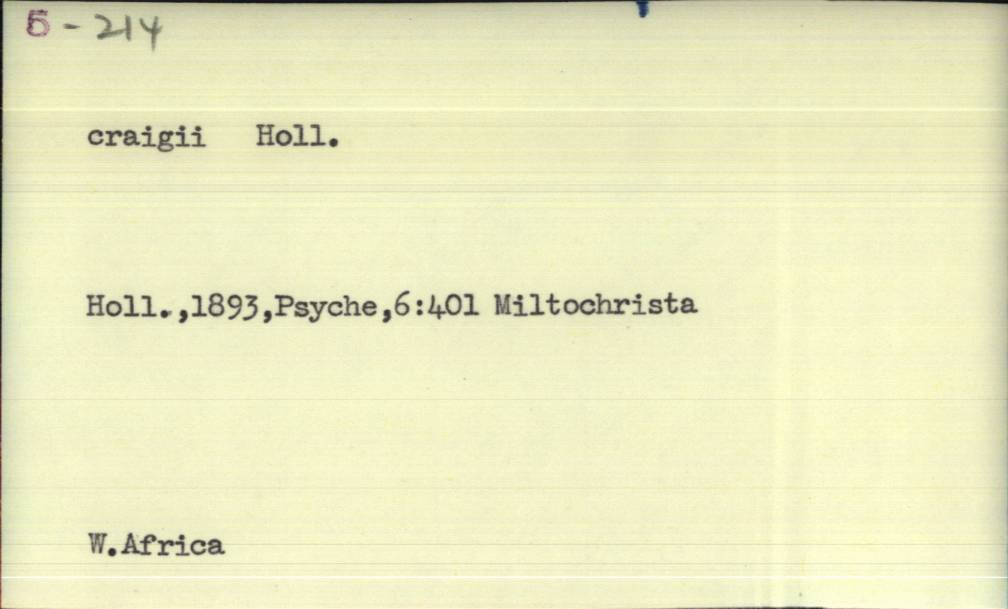 5-214
craigii Holl.
Holl.,1893,Psyche,6:401 Miltochrista
W.Africa